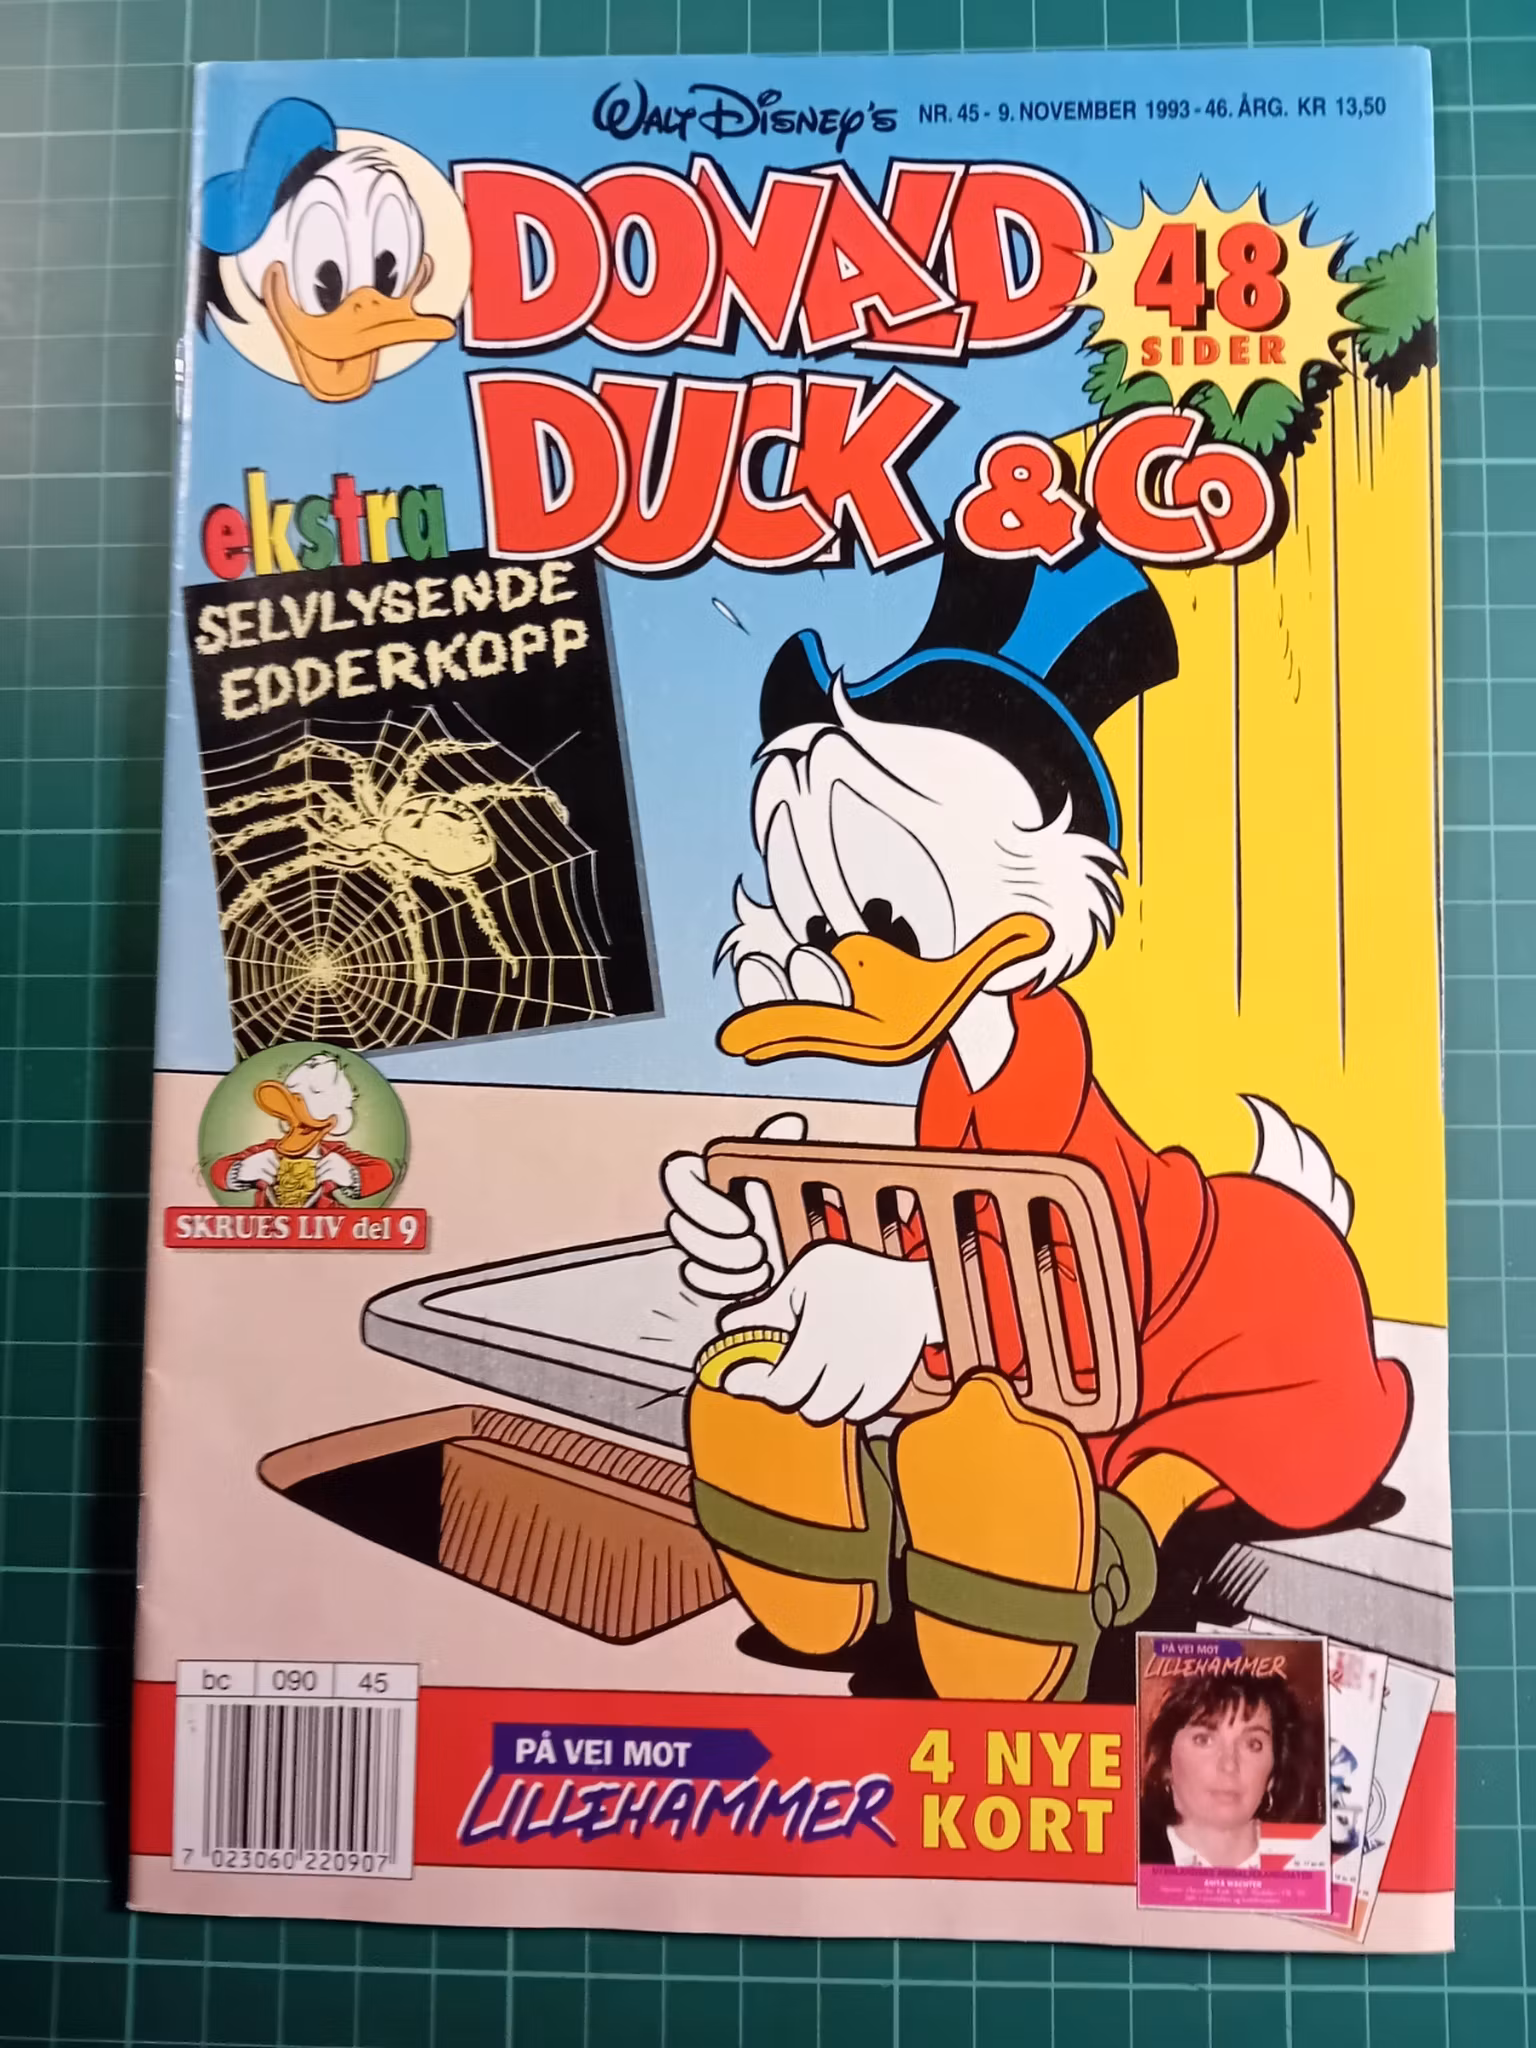 WALT DISNEY'S
NR. 45 - 9. NOVEMBER 1993 - 46. ÅRG. KR 13,50
DONALD
DUCK & CO
48
SIDER
ekstra
SELVLYSENDE
EDDERKOPP
SKRUES LIV del 9
bc 090 45
7 023060 220907
PÅ VEI MOT
LILLEHAMMER
4 NYE
KORT
PÅ VEI MOT
LILLEHAMMER
ANITA WACHTER